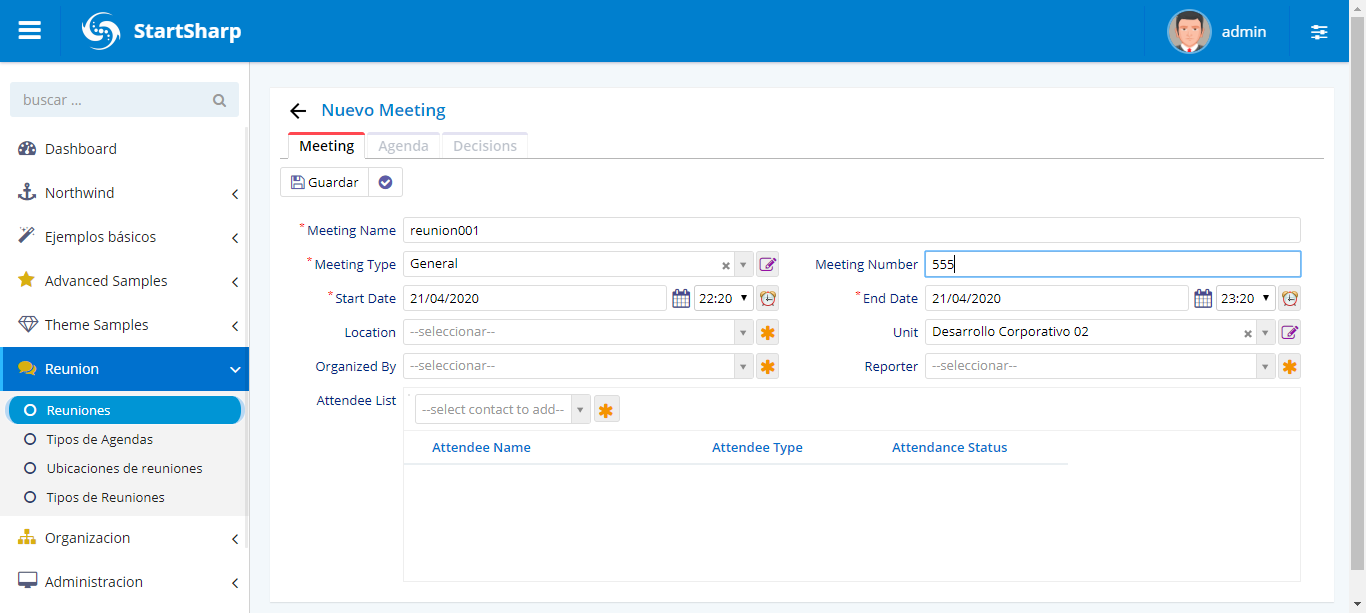 StartSharp
admin
buscar ...
Dashboard
Northwind
Ejemplos básicos
Advanced Samples
Theme Samples
Reunion
Reuniones
Tipos de Agendas
Ubicaciones de reuniones
Tipos de Reuniones
Organizacion
Administracion
Nuevo Meeting
Meeting Agenda Decisions
Guardar
*Meeting Name reunion001
*Meeting Type General Meeting Number 555
*Start Date 21/04/2020 22:20 *End Date 21/04/2020 23:20
Location --seleccionar-- Unit Desarrollo Corporativo 02
Organized By --seleccionar-- Reporter --seleccionar--
Attendee List --select contact to add--
Attendee Name Attendee Type Attendance Status